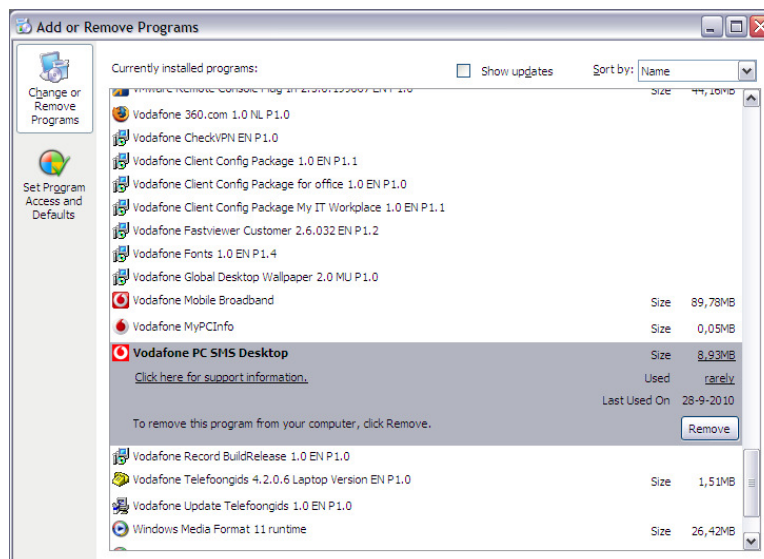 Add or Remove Programs
Change or
Remove
Programs
Set Program
Access and
Defaults
Currently installed programs:
Show updates
Sort by: Name
VMware Remote Console Plug-in Size 44,16MB
Vodafone 360.com 1.0 NL P1.0
Vodafone CheckVPN EN P1.0
Vodafone Client Config Package 1.0 EN P1.1
Vodafone Client Config Package for office 1.0 EN P1.0
Vodafone Client Config Package My IT Workplace 1.0 EN P1.1
Vodafone Fastviewer Customer 2.6.032 EN P1.2
Vodafone Fonts 1.0 EN P1.4
Vodafone Global Desktop Wallpaper 2.0 MU P1.0
Vodafone Mobile Broadband Size 89,78MB
Vodafone MyPCInfo Size 0,05MB
Vodafone PC SMS Desktop Size 8,93MB
Click here for support information. Used rarely
Last Used On 28-9-2010
To remove this program from your computer, click Remove. Remove
Vodafone Record BuildRelease 1.0 EN P1.0
Vodafone Telefoongids 4.2.0.6 Laptop Version EN P1.0 Size 1,51MB
Vodafone Update Telefoongids 1.0 EN P1.0
Windows Media Format 11 runtime Size 26,42MB